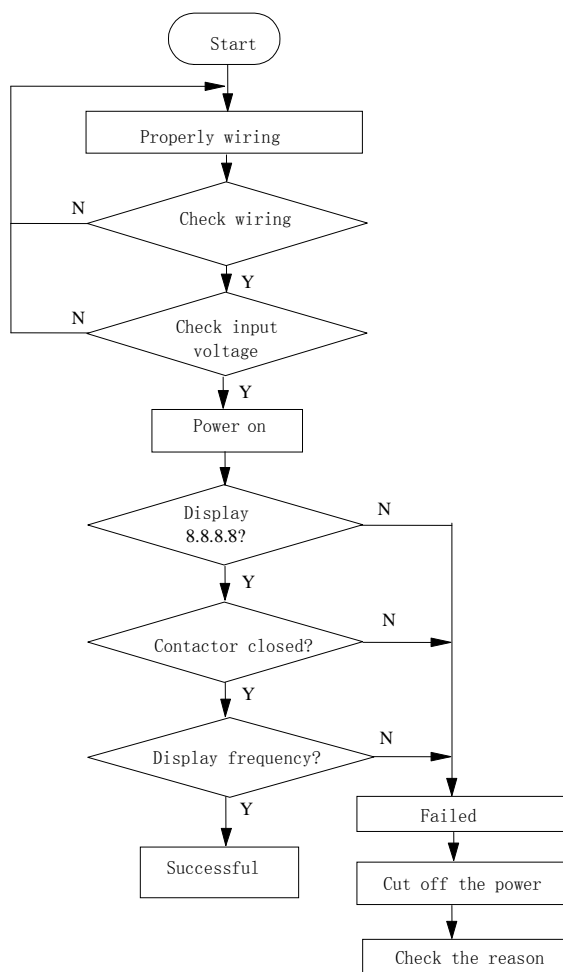 Start
Properly wiring
N
Check wiring
Y
N
Check input
voltage
Y
Power on
Display
8.8.8.8?
N
Y
Contactor closed?
N
Y
Display frequency?
N
Y
Failed
Successful
Cut off the power
Check the reason